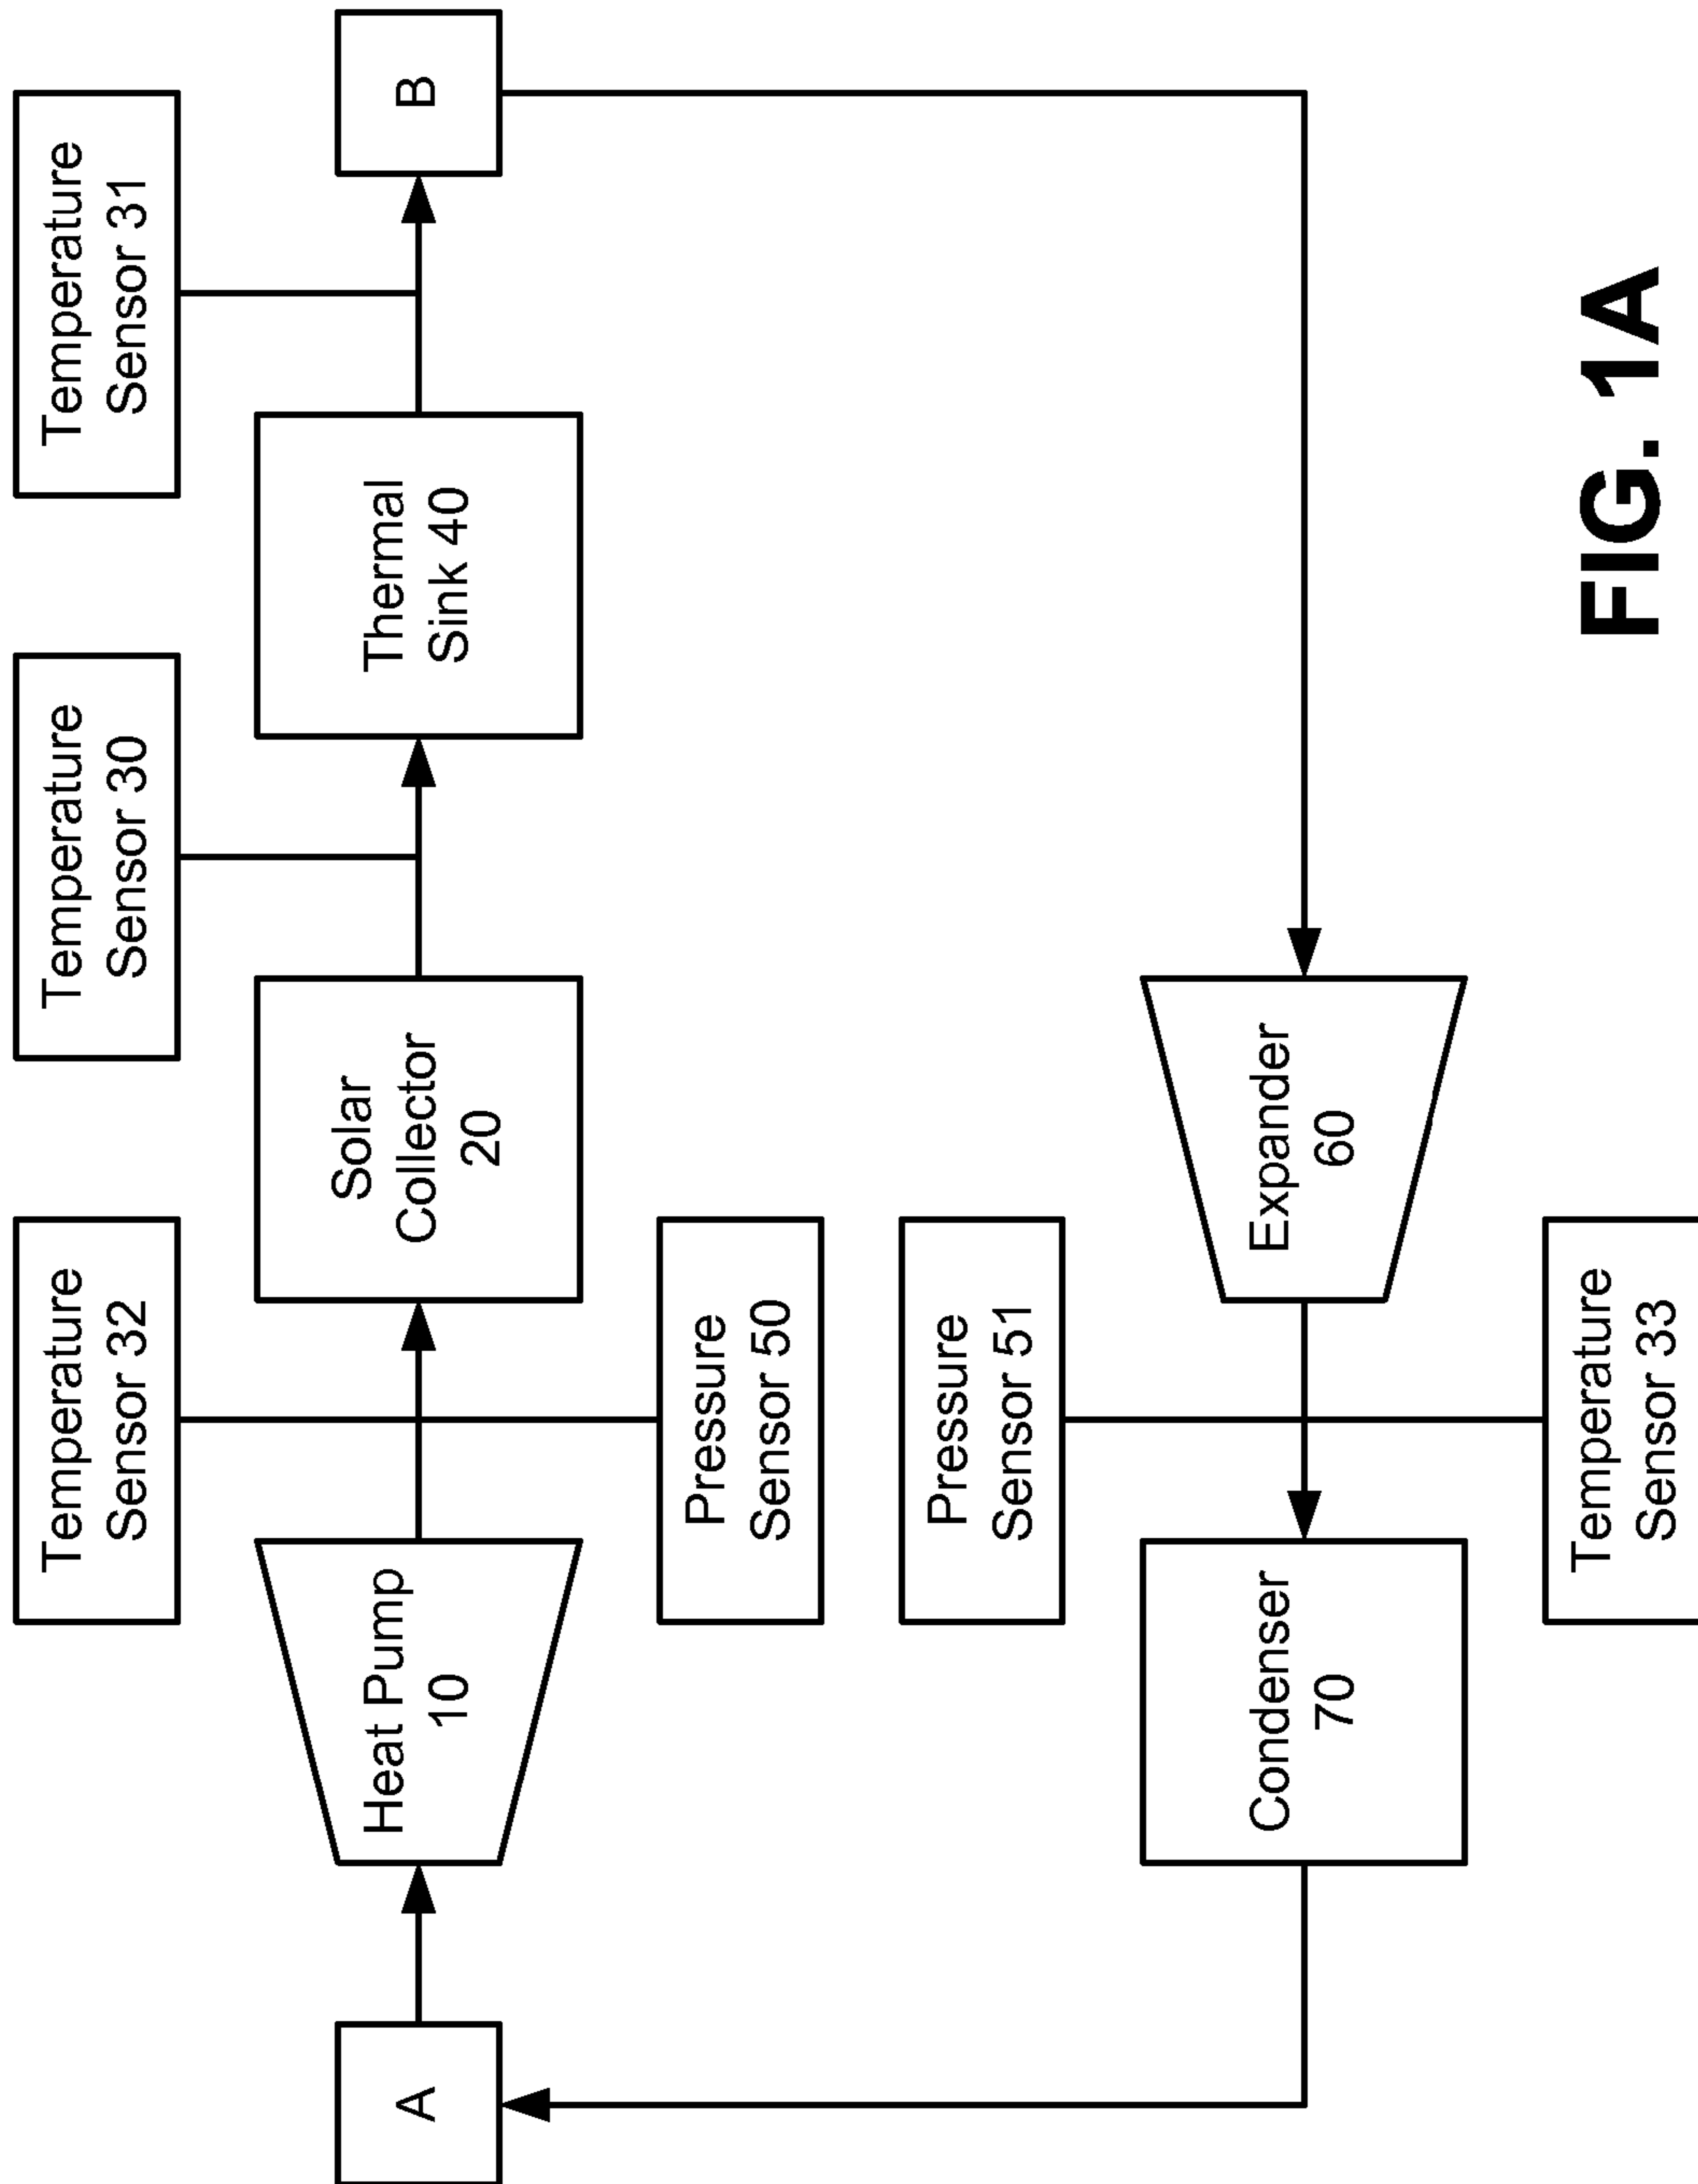 Temperature
Sensor 32
Temperature
Sensor 30
Temperature
Sensor 31
A
Heat Pump
10
Solar
Collector
20
Thermal
Sink 40
B
Pressure
Sensor 50
Pressure
Sensor 51
Condenser
70
Expander
60
Temperature
Sensor 33
FIG. 1A